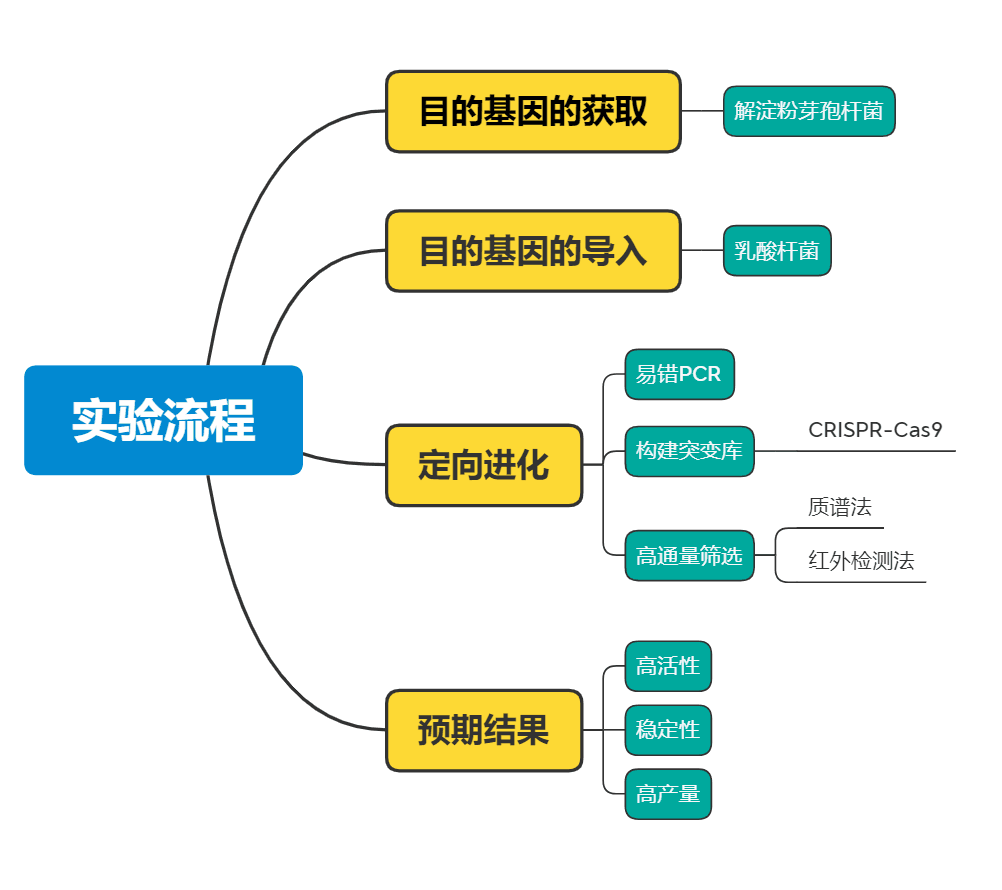 实验流程
目的基因的获取
解淀粉芽孢杆菌
目的基因的导入
乳酸杆菌
定向进化
易错PCR
构建突变库
CRISPR-Cas9
高通量筛选
质谱法
红外检测法
预期结果
高活性
稳定性
高产量